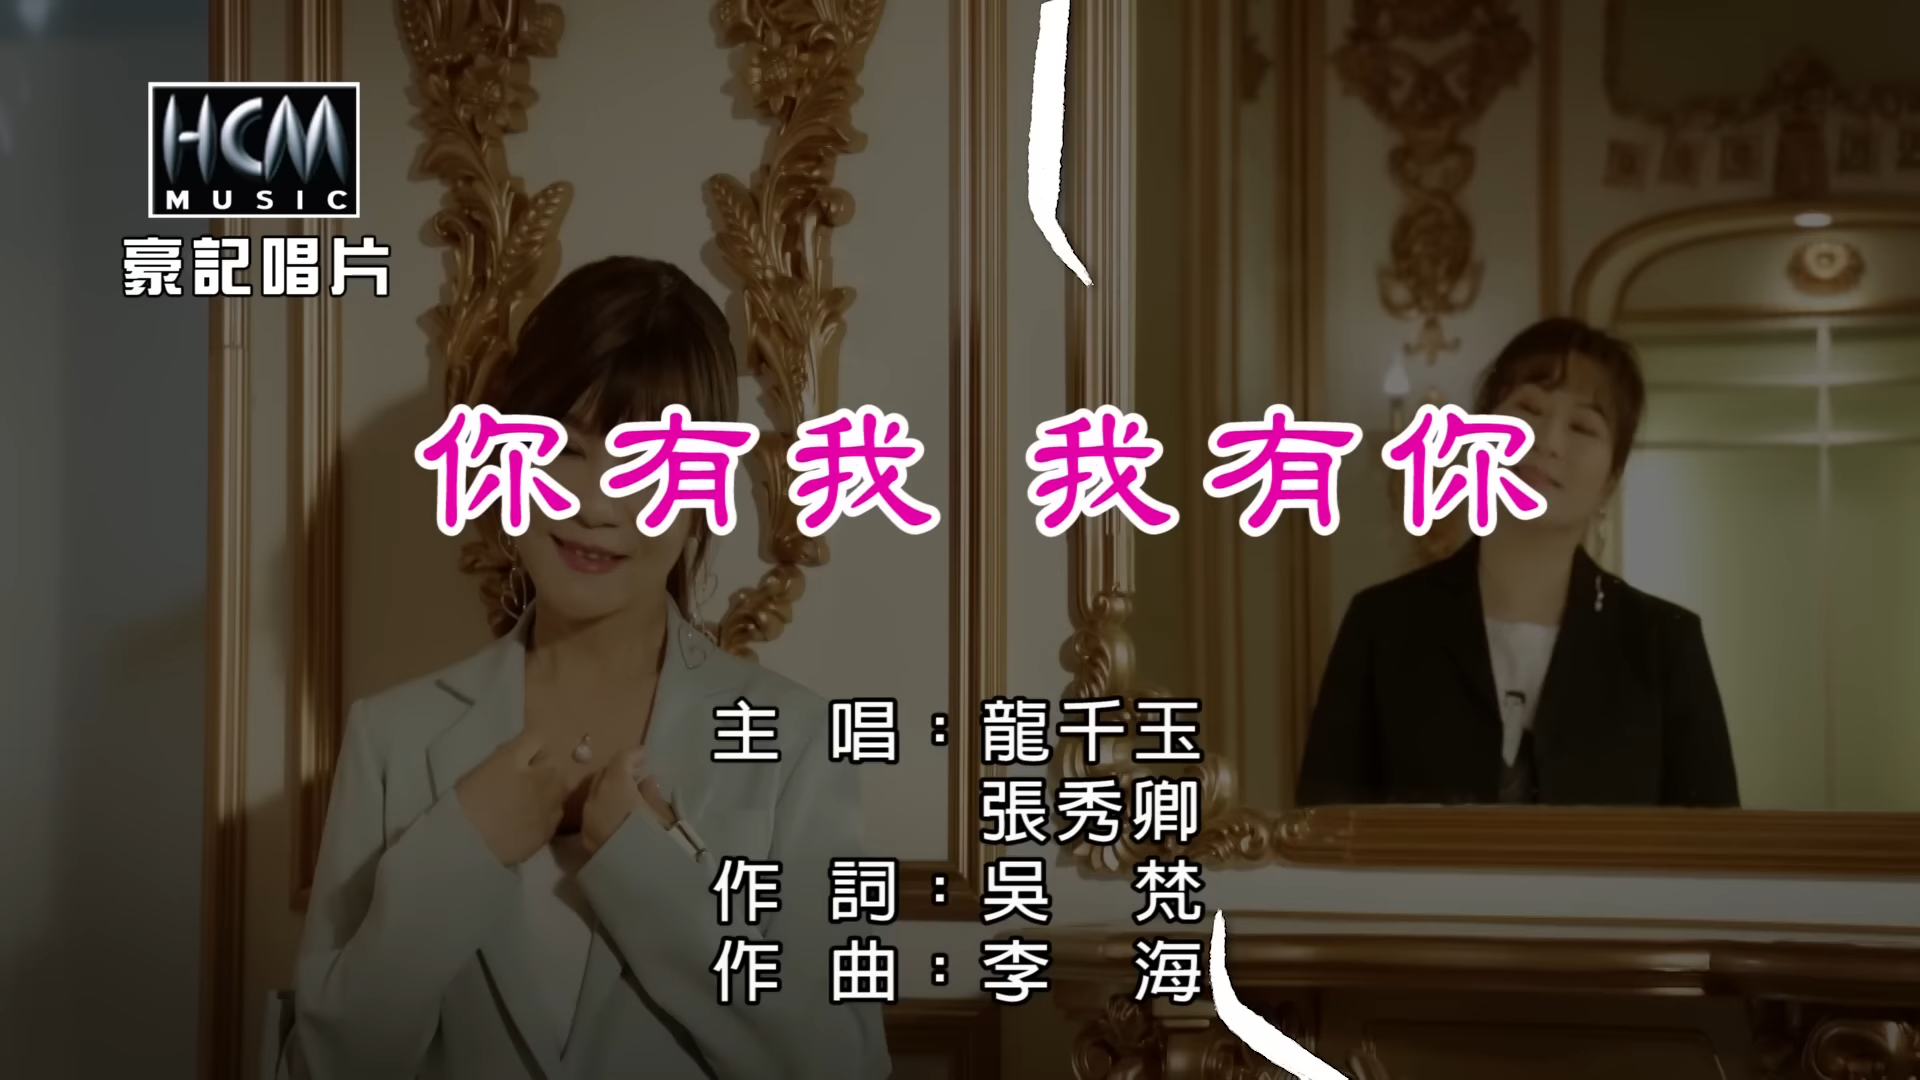 HCM
MUSIC
豪記唱片
你有我 我有你
主 唱：龍千玉
張秀卿
作 詞：吳 梵
作 曲：李 海